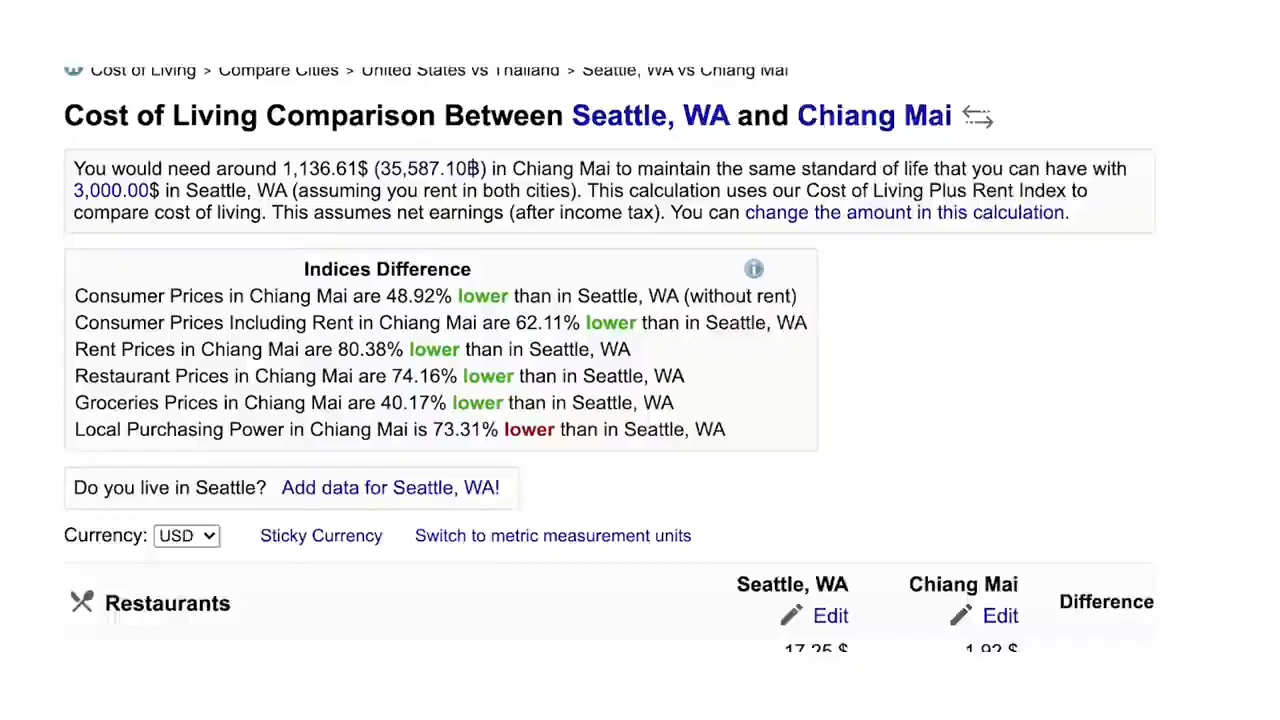 Cost of Living > Compare Cities > United States vs Thailand > Seattle, WA vs Chiang Mai
Cost of Living Comparison Between Seattle, WA and Chiang Mai
You would need around 1,136.61$ (35,587.10฿) in Chiang Mai to maintain the same standard of life that you can have with
3,000.00$ in Seattle, WA (assuming you rent in both cities). This calculation uses our Cost of Living Plus Rent Index to
compare cost of living. This assumes net earnings (after income tax). You can change the amount in this calculation.
Indices Difference
Consumer Prices in Chiang Mai are 48.92% lower than in Seattle, WA (without rent)
Consumer Prices Including Rent in Chiang Mai are 62.11% lower than in Seattle, WA
Rent Prices in Chiang Mai are 80.38% lower than in Seattle, WA
Restaurant Prices in Chiang Mai are 74.16% lower than in Seattle, WA
Groceries Prices in Chiang Mai are 40.17% lower than in Seattle, WA
Local Purchasing Power in Chiang Mai is 73.31% lower than in Seattle, WA
Do you live in Seattle? Add data for Seattle, WA!
Currency: USD Sticky Currency Switch to metric measurement units
Restaurants Seattle, WA Chiang Mai Difference
Edit Edit
17.25 $ 1.92 $